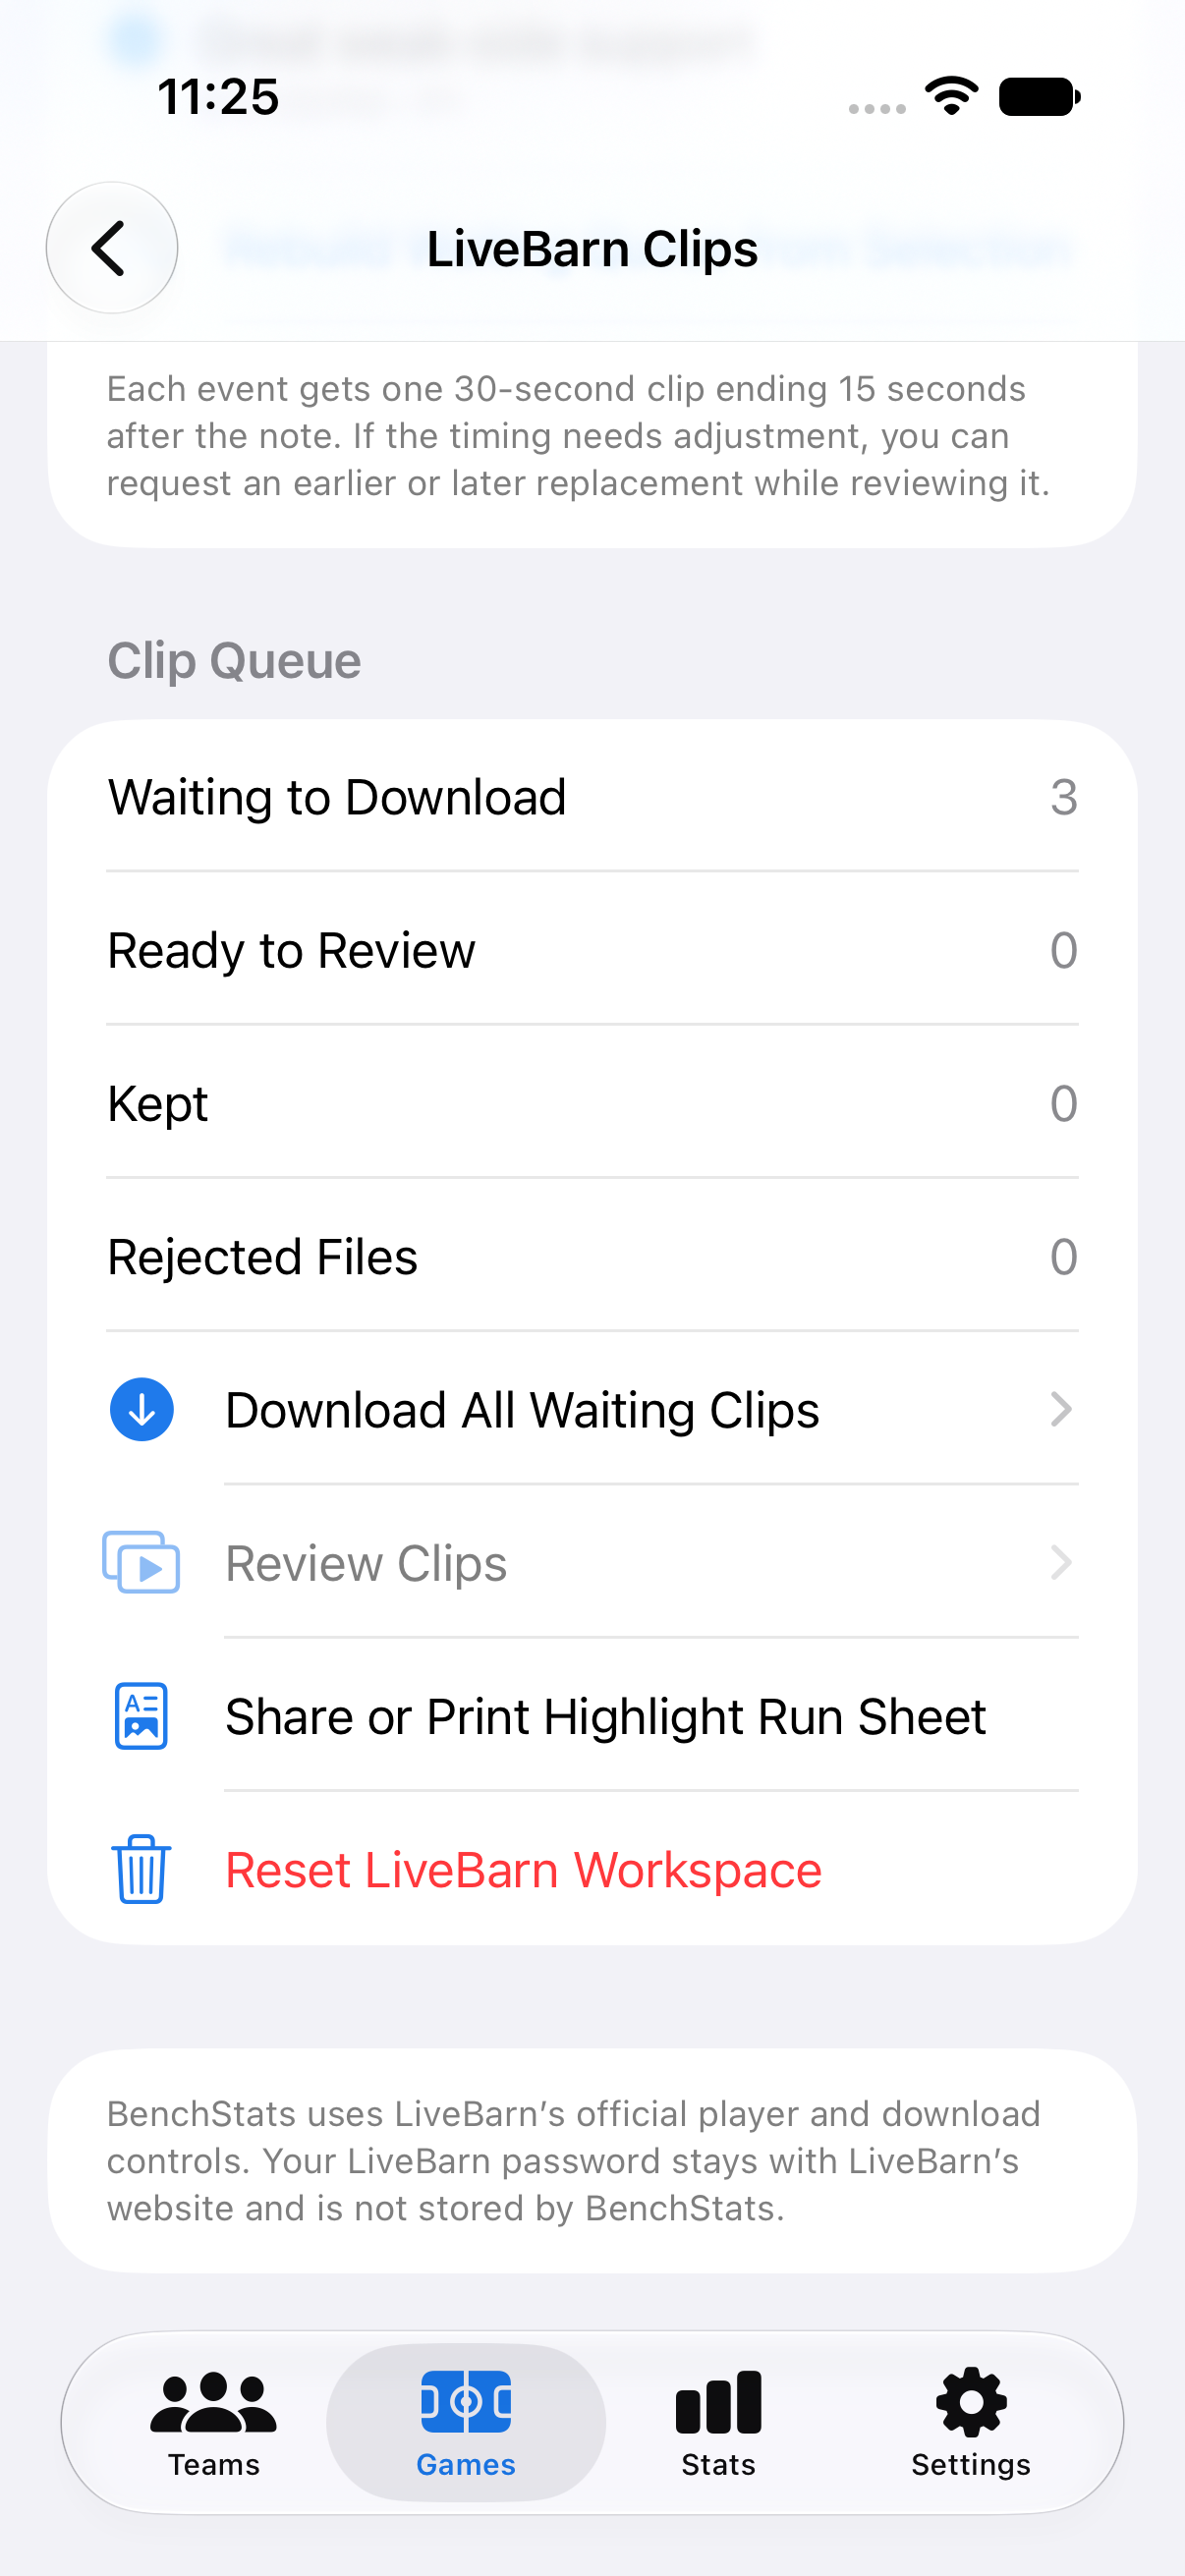 11:25
LiveBarn Clips
Each event gets one 30-second clip ending 15 seconds
after the note. If the timing needs adjustment, you can
request an earlier or later replacement while reviewing it.
Clip Queue
Waiting to Download 3
Ready to Review 0
Kept 0
Rejected Files 0
Download All Waiting Clips
Review Clips
Share or Print Highlight Run Sheet
Reset LiveBarn Workspace
BenchStats uses LiveBarn’s official player and download
controls. Your LiveBarn password stays with LiveBarn’s
website and is not stored by BenchStats.
Teams Games Stats Settings